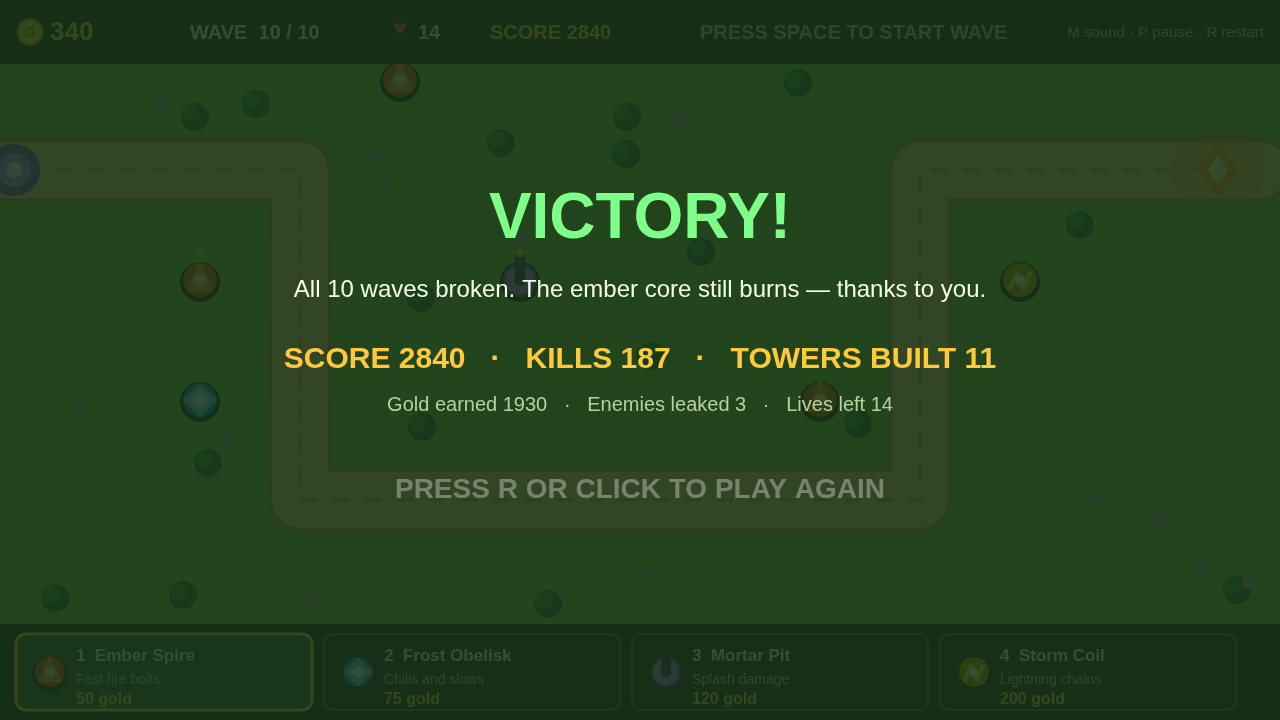 G 340 WAVE 10 / 10 14 SCORE 2840 PRESS SPACE TO START WAVE M sound · P pause · R restart
VICTORY!
All 10 waves broken. The ember core still burns — thanks to you.
SCORE 2840 · KILLS 187 · TOWERS BUILT 11
Gold earned 1930 · Enemies leaked 3 · Lives left 14
PRESS R OR CLICK TO PLAY AGAIN
1 Ember Spire
Fast fire bolts
50 gold
2 Frost Obelisk
Chills and slows
75 gold
3 Mortar Pit
Splash damage
120 gold
4 Storm Coil
Lightning chains
200 gold